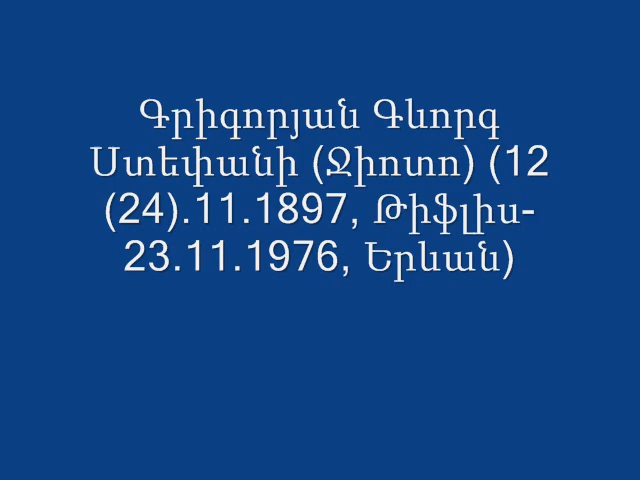 Գրիգորյան Գևորգ
Ստեփանի (Ջիոտո) (12
(24).11.1897, Թիֆլիս-
23.11.1976, Երևան)